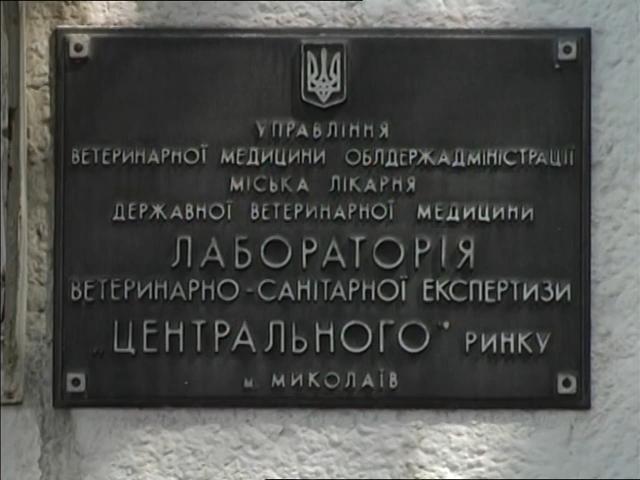 УПРАВЛІННЯ
ВЕТЕРИНАРНОЇ МЕДИЦИНИ ОБЛДЕРЖАДМІНІСТРАЦІЇ
МІСЬКА ЛІКАРНЯ
ДЕРЖАВНОЇ ВЕТЕРИНАРНОЇ МЕДИЦИНИ
ЛАБОРАТОРІЯ
ВЕТЕРИНАРНО-САНІТАРНОЇ ЕКСПЕРТИЗИ
„ЦЕНТРАЛЬНОГО" РИНКУ
м. МИКОЛАЇВ